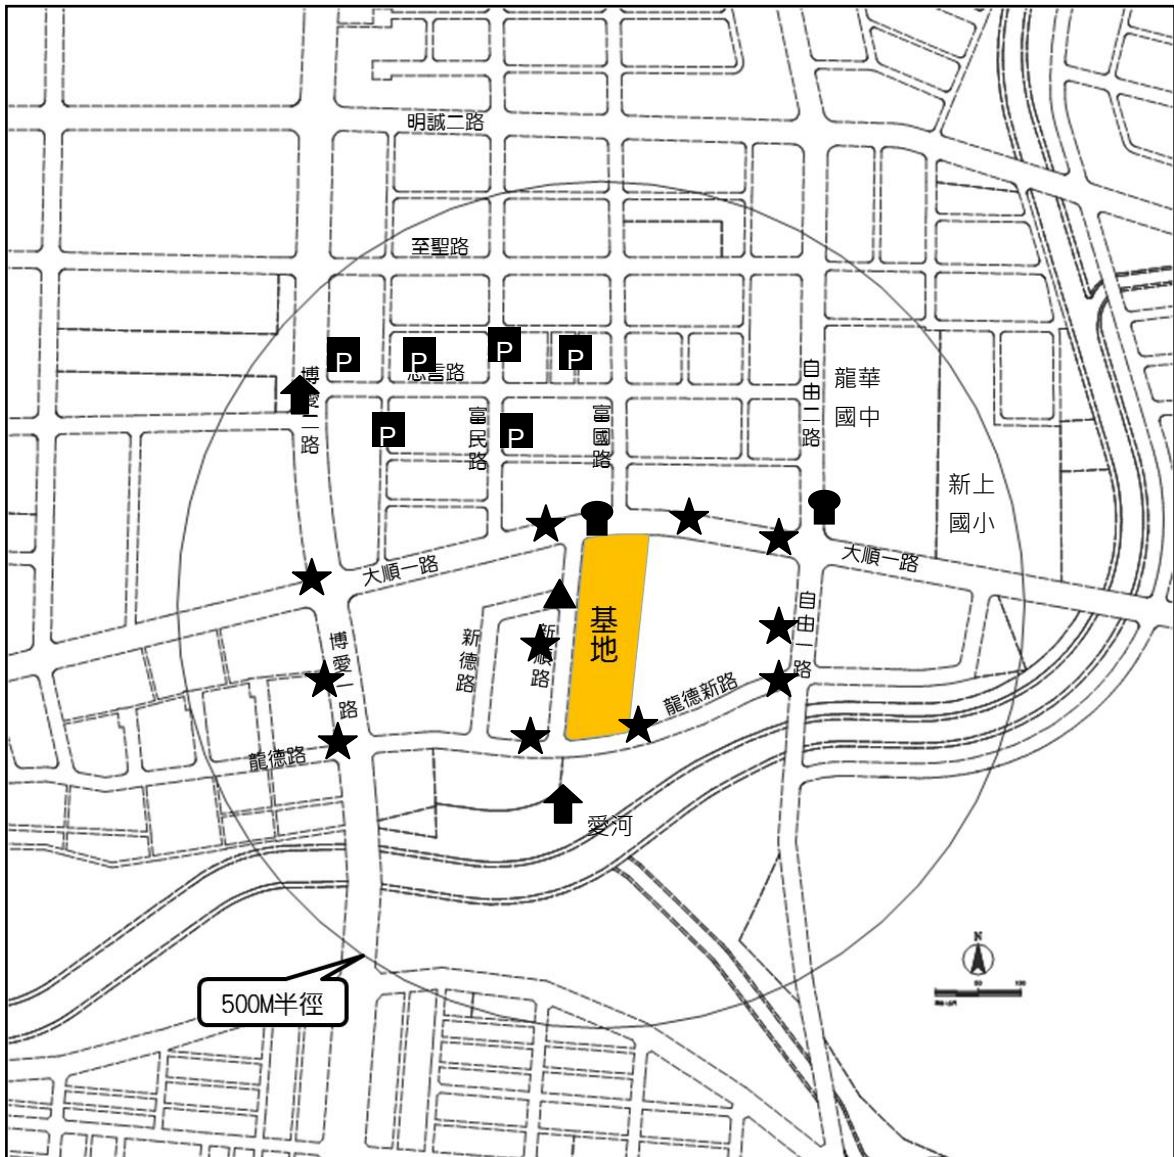 明誠二路
至聖路
P
P
P
P
博愛二路
自由二路
龍華
國中
P
P
富民路
富國路
新上
國小
大順一路
大順一路
基地
自由一路
博愛一路
新德路
新順路
龍德新路
龍德路
愛河
N
500M半徑
50
100